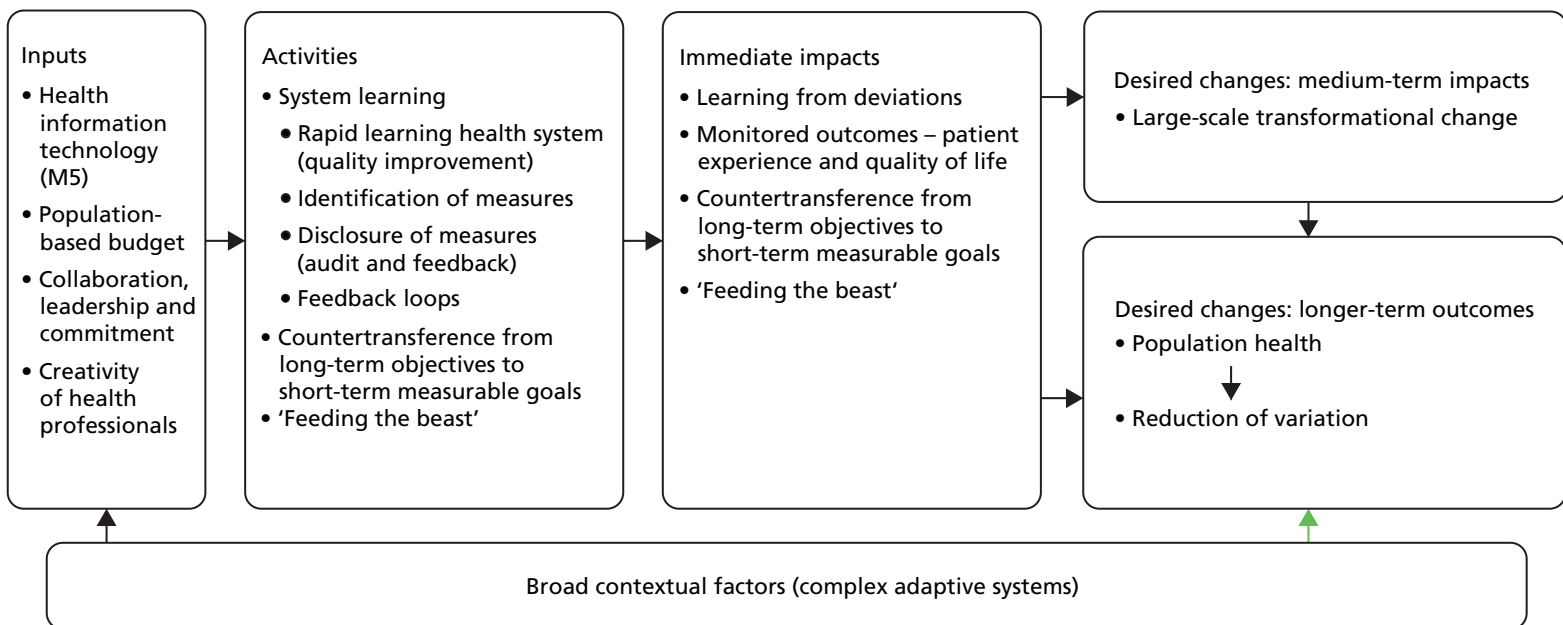 Inputs
• Health
information
technology
(M5)
• Population-
based budget
• Collaboration,
leadership and
commitment
• Creativity
of health
professionals
Activities
• System learning
• Rapid learning health system
(quality improvement)
• Identification of measures
• Disclosure of measures
(audit and feedback)
• Feedback loops
• Countertransference from
long-term objectives to
short-term measurable goals
• ‘Feeding the beast’
Immediate impacts
• Learning from deviations
• Monitored outcomes – patient
experience and quality of life
• Countertransference from
long-term objectives to
short-term measurable goals
• ‘Feeding the beast’
Desired changes: medium-term impacts
• Large-scale transformational change
Desired changes: longer-term outcomes
• Population health
• Reduction of variation
Broad contextual factors (complex adaptive systems)